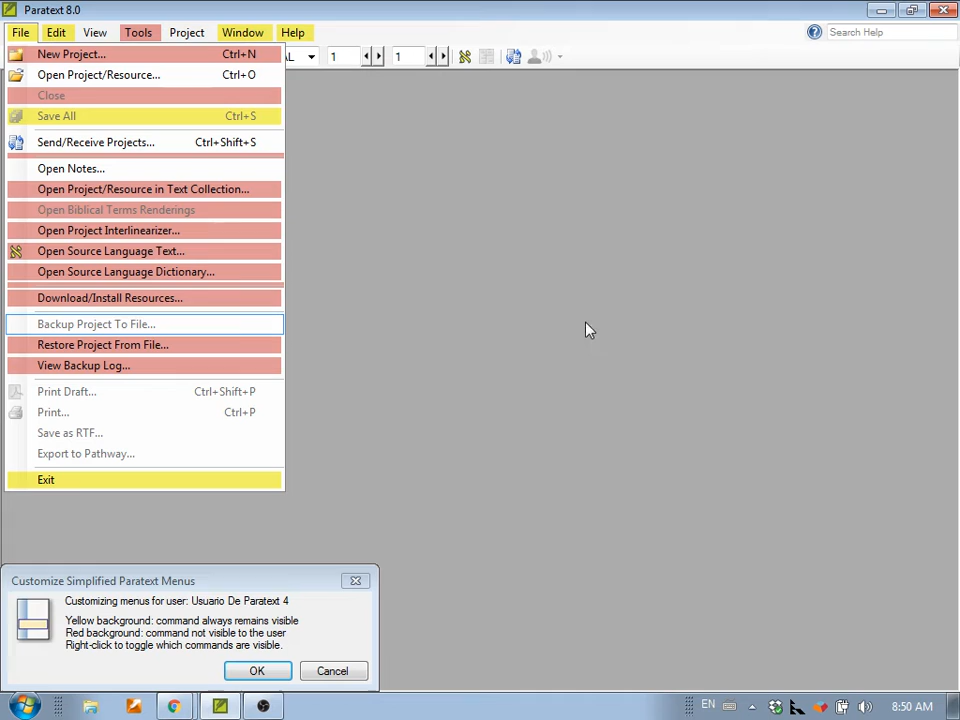 Paratext 8.0
File Edit View Tools Project Window Help Search Help
AL 1 1
New Project... Ctrl+N
Open Project/Resource... Ctrl+O
Close
Save All Ctrl+S
Send/Receive Projects... Ctrl+Shift+S
Open Notes...
Open Project/Resource in Text Collection...
Open Biblical Terms Renderings
Open Project Interlinearizer...
Open Source Language Text...
Open Source Language Dictionary...
Download/Install Resources...
Backup Project To File...
Restore Project From File...
View Backup Log...
Print Draft... Ctrl+Shift+P
Print... Ctrl+P
Save as RTF...
Export to Pathway...
Exit
Customize Simplified Paratext Menus
Customizing menus for user: Usuario De Paratext 4
Yellow background: command always remains visible
Red background: command not visible to the user
Right-click to toggle which commands are visible.
OK Cancel
EN 8:50 AM